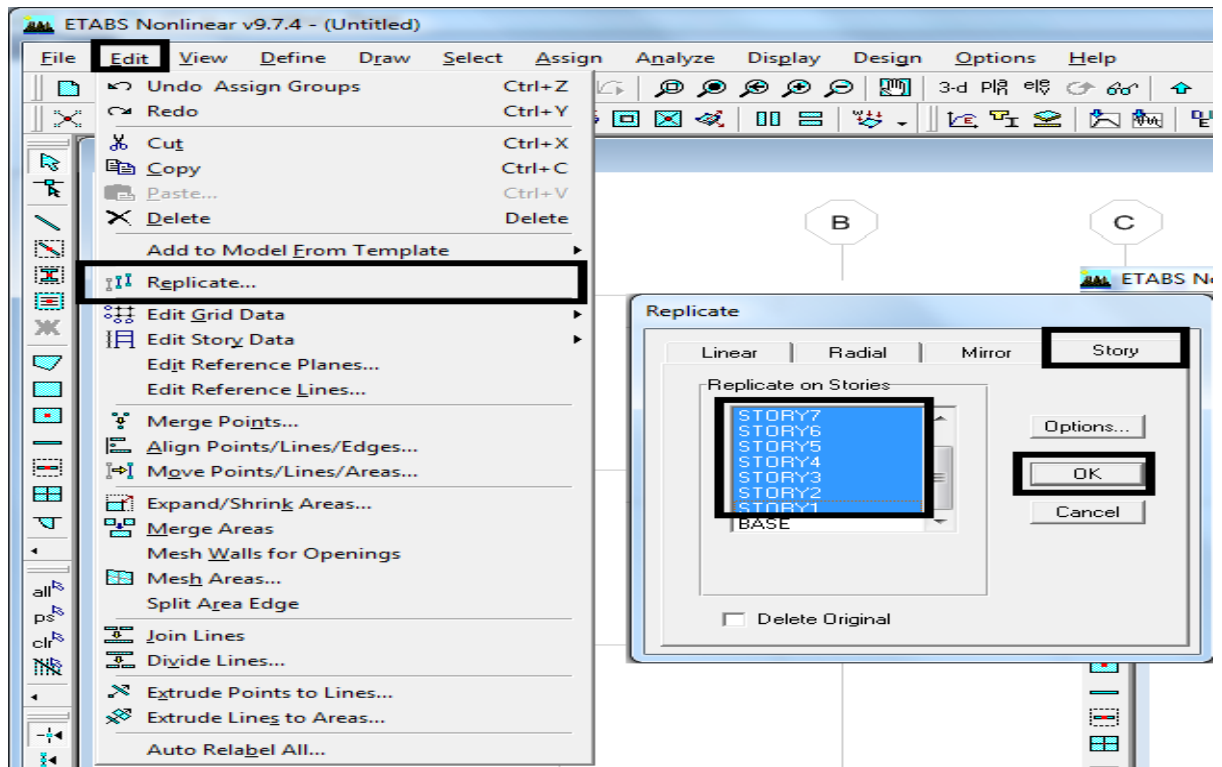 ETABS Nonlinear v9.7.4 - (Untitled)
File Edit View Define Draw Select Assign Analyze Display Design Options Help
Undo Assign Groups Ctrl+Z
3-d
Redo Ctrl+Y
Cut Ctrl+X
Copy Ctrl+C
Paste... Ctrl+V
Delete Delete
Add to Model From Template
Replicate...
Edit Grid Data
Edit Story Data
Edit Reference Planes...
Edit Reference Lines...
Merge Points...
Align Points/Lines/Edges...
Move Points/Lines/Areas...
Expand/Shrink Areas...
Merge Areas
Mesh Walls for Openings
Mesh Areas...
Split Area Edge
Join Lines
Divide Lines...
Extrude Points to Lines...
Extrude Lines to Areas...
Auto Relabel All...
all
ps
clr
B
C
ETABS
Replicate
Linear Radial Mirror Story
Replicate on Stories
STORY7
STORY6
STORY5
STORY4
STORY3
STORY2
STORY1
BASE
Options...
OK
Cancel
Delete Original